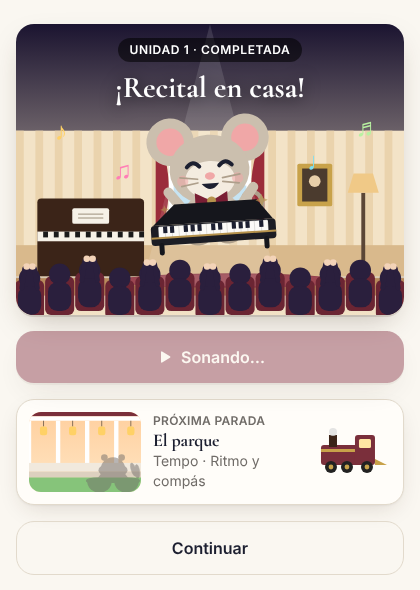 UNIDAD 1 · COMPLETADA
¡Recital en casa!
Sonando...
PRÓXIMA PARADA
El parque
Tempo · Ritmo y
compás
Continuar